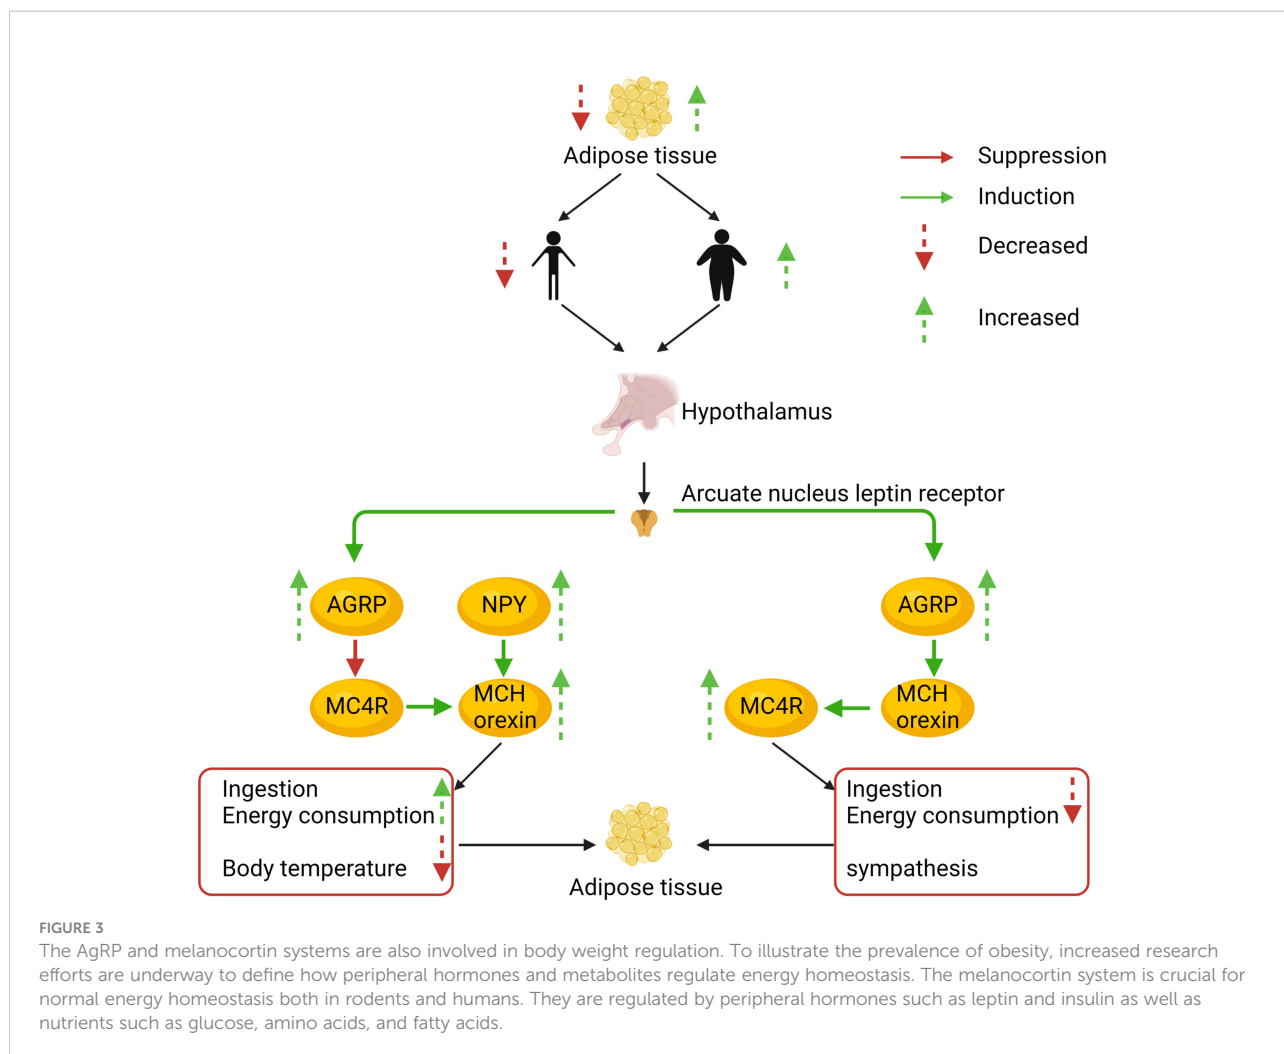 Adipose tissue
Suppression
Induction
Decreased
Increased
Hypothalamus
Arcuate nucleus leptin receptor
AGRP
NPY
AGRP
MC4R
MCH
orexin
MC4R
MCH
orexin
Ingestion
Energy consumption
Body temperature
Adipose tissue
Ingestion
Energy consumption
sympathesis
FIGURE 3
The AgRP and melanocortin systems are also involved in body weight regulation. To illustrate the prevalence of obesity, increased research
efforts are underway to define how peripheral hormones and metabolites regulate energy homeostasis. The melanocortin system is crucial for
normal energy homeostasis both in rodents and humans. They are regulated by peripheral hormones such as leptin and insulin as well as
nutrients such as glucose, amino acids, and fatty acids.